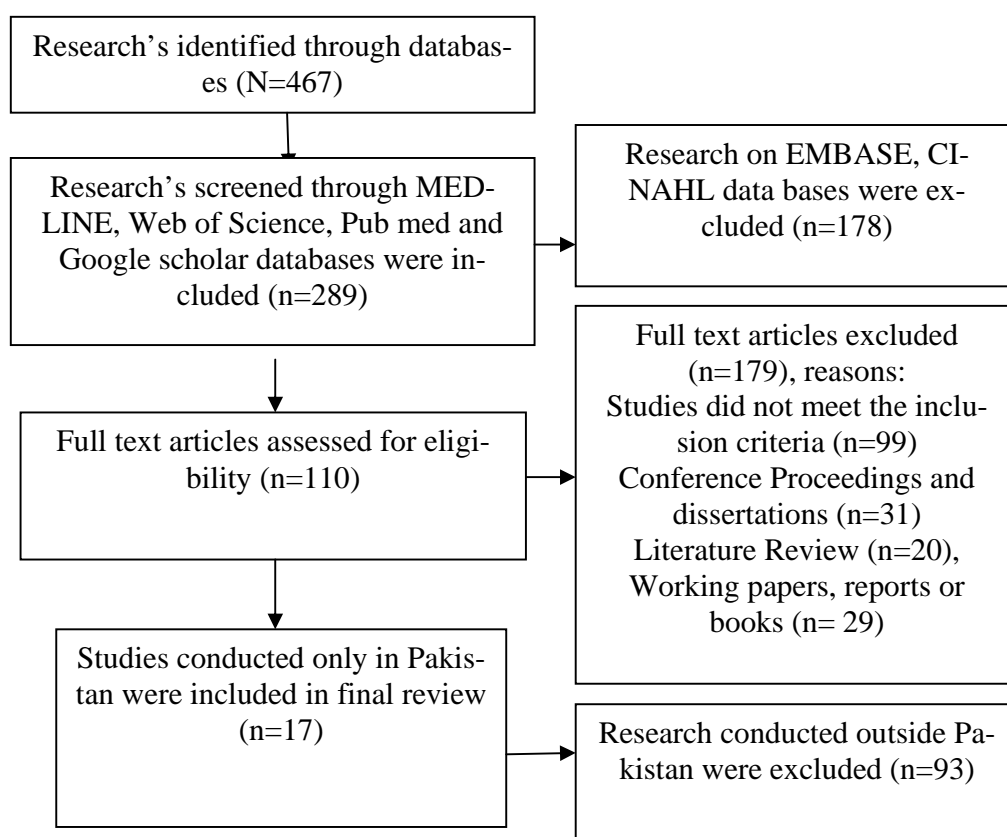 Research's identified through databas-
es (N=467)
Research's screened through MED-
LINE, Web of Science, Pub med and
Google scholar databases were in-
cluded (n=289)
Research on EMBASE, CI-
NAHL data bases were ex-
cluded (n=178)
Full text articles assessed for eligi-
bility (n=110)
Full text articles excluded
(n=179), reasons:
Studies did not meet the inclu-
sion criteria (n=99)
Conference Proceedings and
dissertations (n=31)
Literature Review (n=20),
Working papers, reports or
books (n= 29)
Studies conducted only in Pakis-
tan were included in final review
(n=17)
Research conducted outside Pa-
kistan were excluded (n=93)